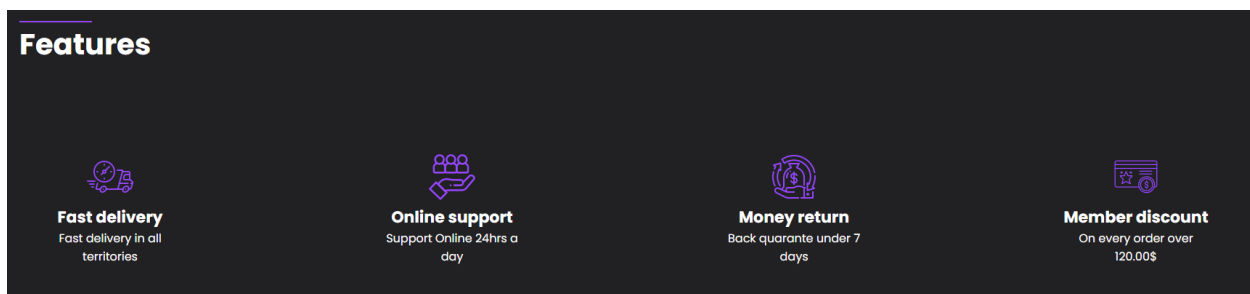 Features
Fast delivery
Fast delivery in all
territories
Online support
Support Online 24hrs a
day
Money return
Back quarante under 7
days
Member discount
On every order over
120.00$